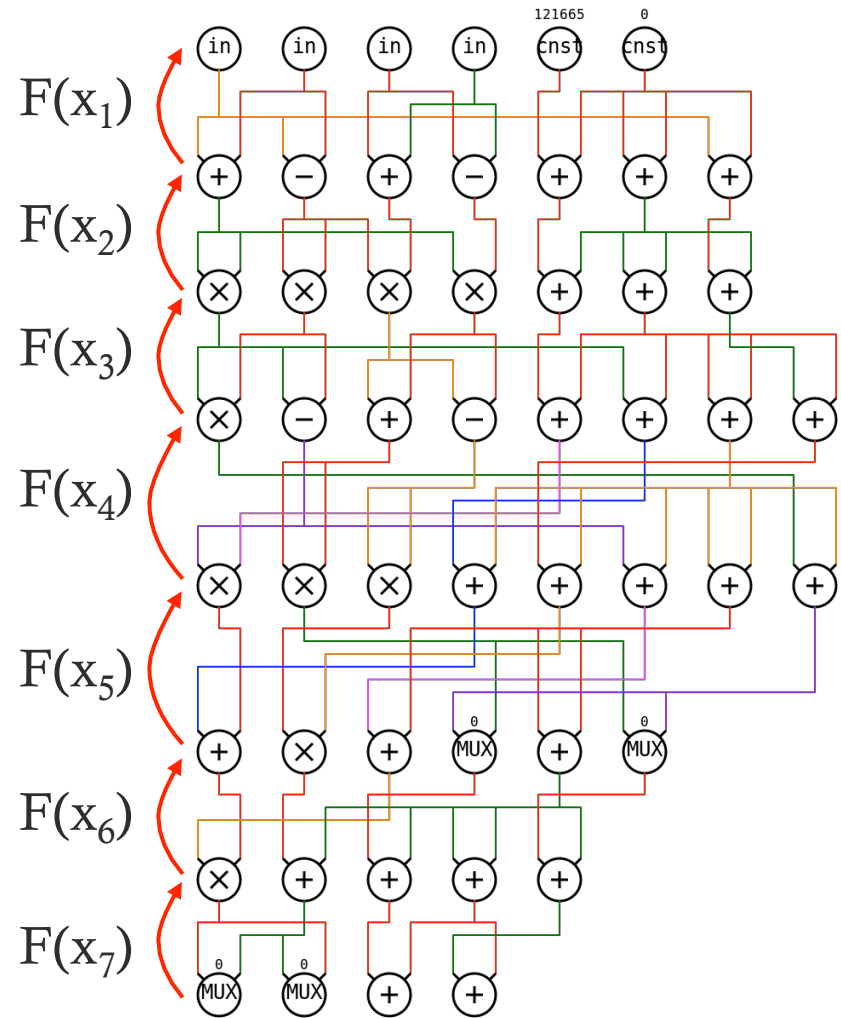 121665 0
in in in in cnst cnst
F(x1)
+ − + − + + +
F(x2)
× × × × + + +
F(x3)
× − + − + + + +
F(x4)
× × × + + + + +
F(x5)
0 0
+ × + MUX + MUX
F(x6)
× + + + +
F(x7)
0 0
MUX MUX + +